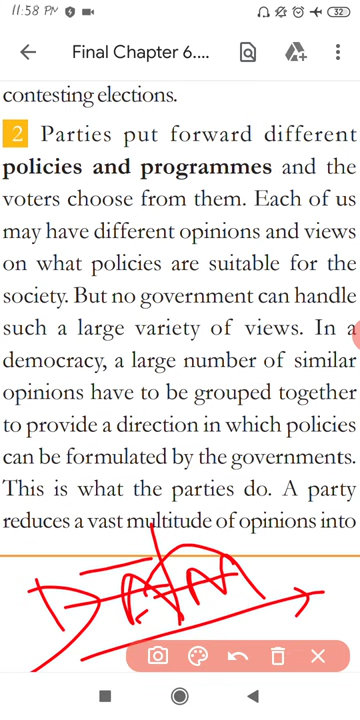 11:58 PM
32
Final Chapter 6....
contesting elections.
2 Parties put forward different
policies and programmes and the
voters choose from them. Each of us
may have different opinions and views
on what policies are suitable for the
society. But no government can handle
such a large variety of views. In a
democracy, a large number of similar
opinions have to be grouped together
to provide a direction in which policies
can be formulated by the governments.
This is what the parties do. A party
reduces a vast multitude of opinions into